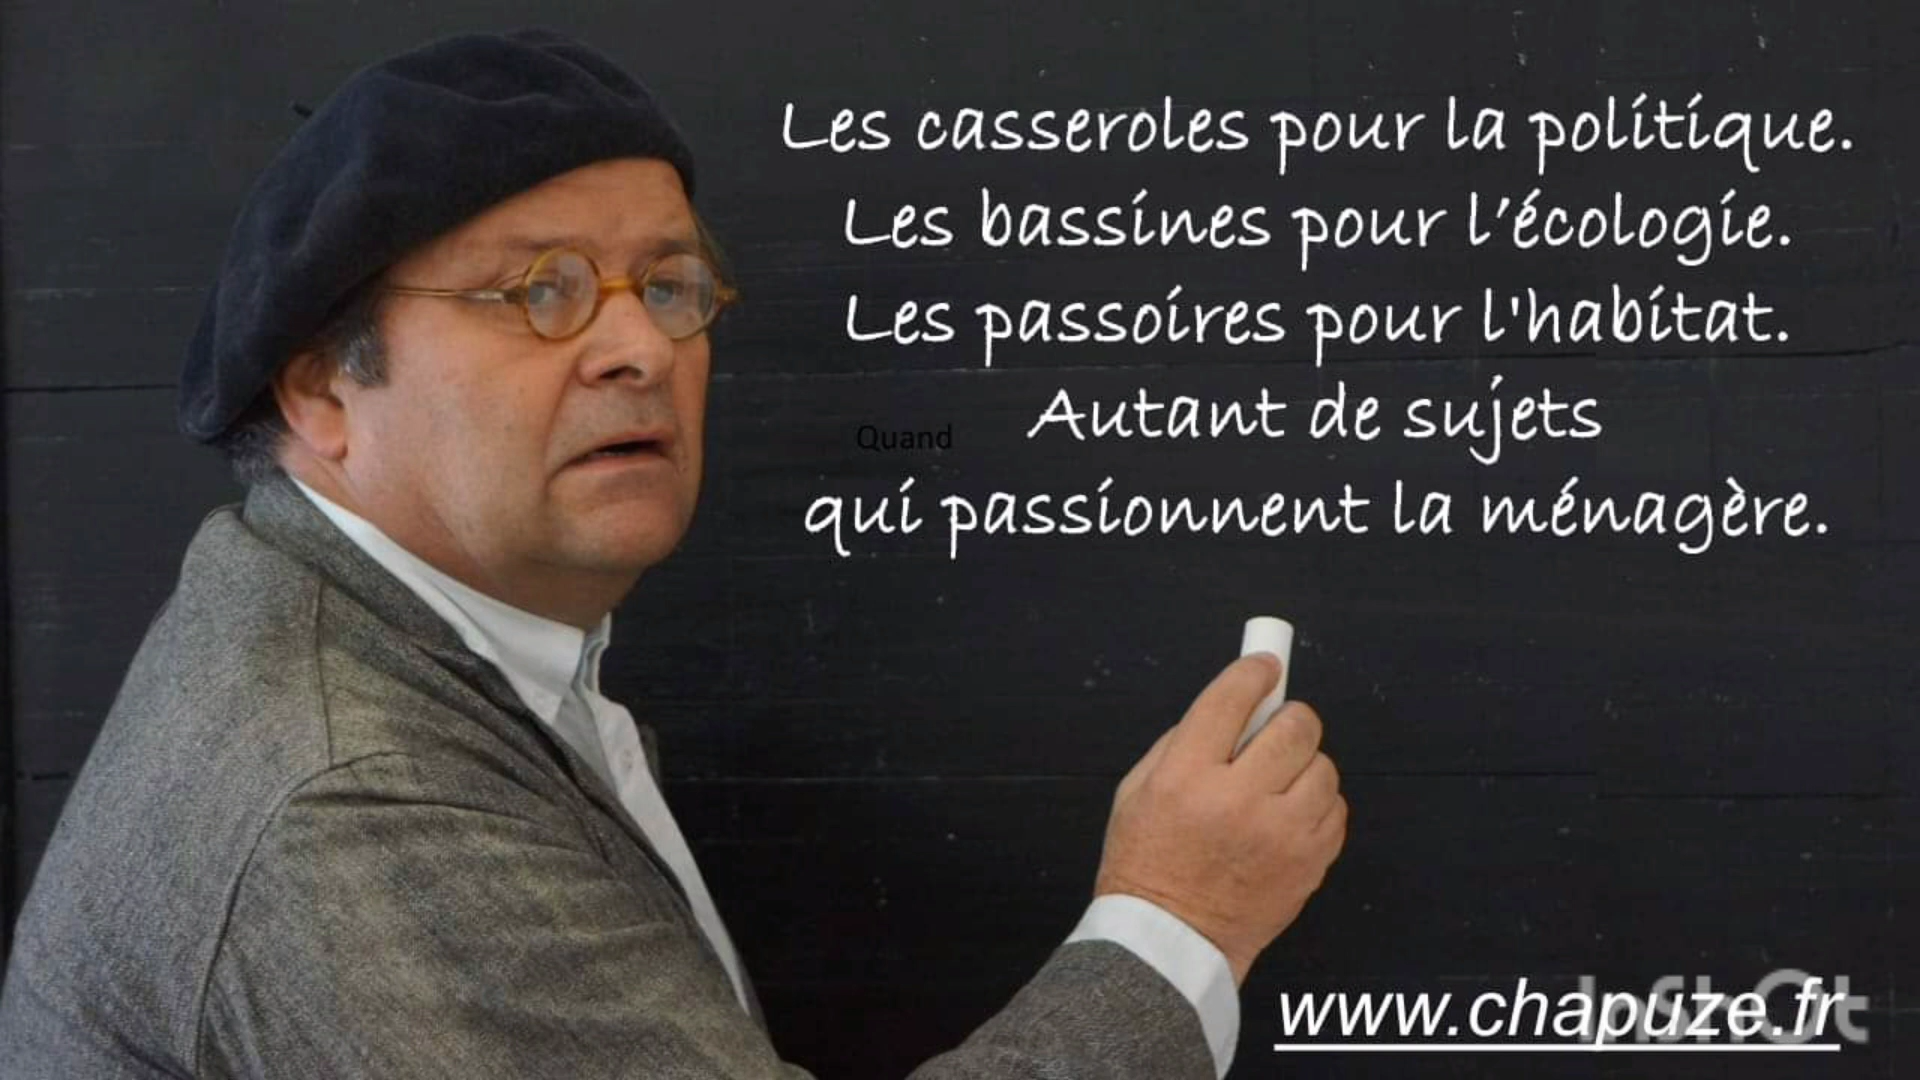 Les casseroles pour la politique.
Les bassines pour l’écologie.
Les passoires pour l'habitat.
Autant de sujets
Quand
qui passionnent la ménagère.
www.chapuze.fr
InShOt